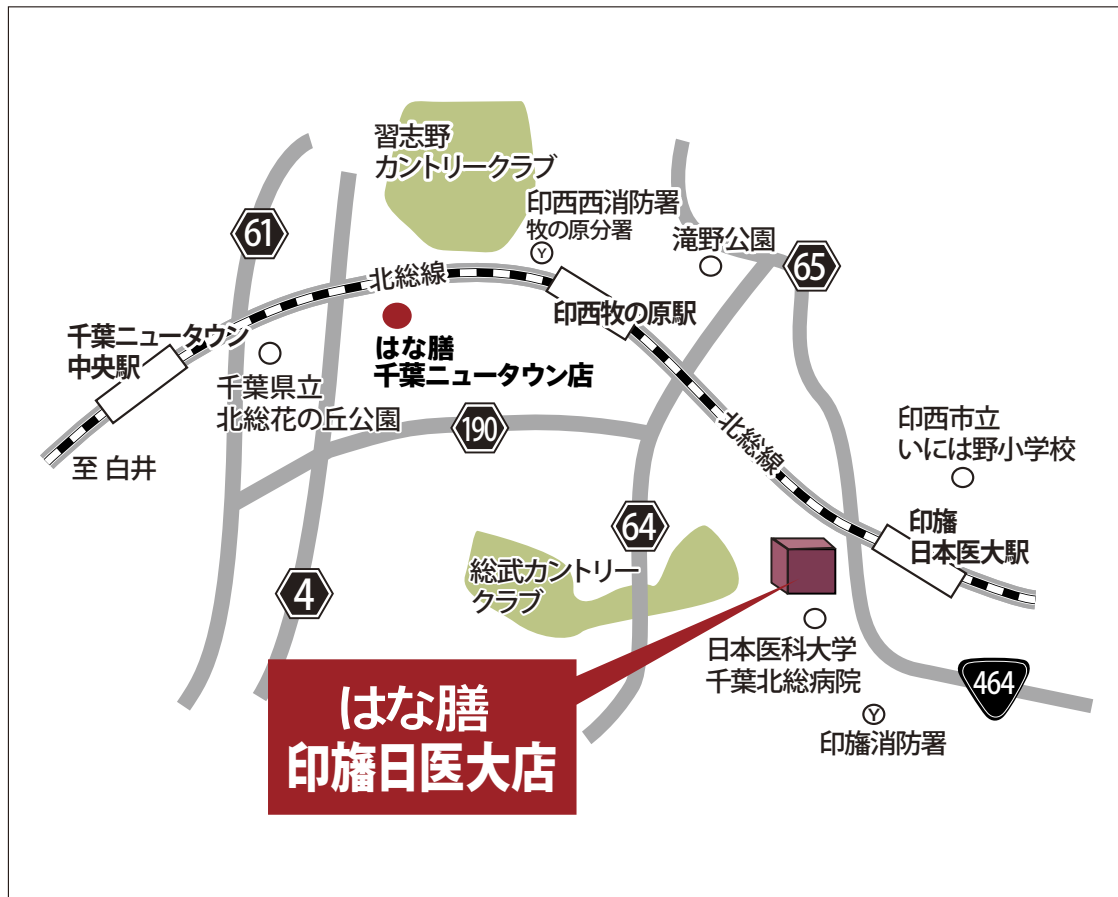 習志野
カントリークラブ
印西西消防署
牧の原分署
滝野公園
61
65
北総線
印西牧の原駅
千葉ニュータウン
中央駅
はな膳
千葉ニュータウン店
千葉県立
北総花の丘公園
190
北総線
印西市立
いには野小学校
至 白井
64
印旛
日本医大駅
4
総武カントリー
クラブ
日本医科大学
千葉北総病院
464
はな膳
印旛日医大店
Y
印旛消防署
Y